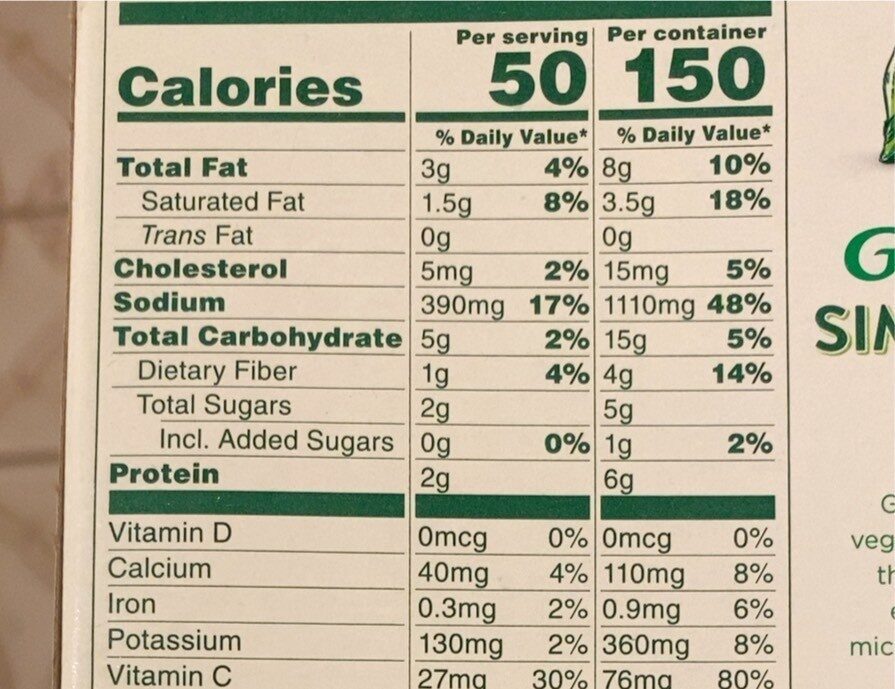 Per serving Per container
Calories 50 150
% Daily Value* % Daily Value*
Total Fat 3g 4% 8g 10%
Saturated Fat 1.5g 8% 3.5g 18%
Trans Fat 0g 0g
Cholesterol 5mg 2% 15mg 5%
Sodium 390mg 17% 1110mg 48%
Total Carbohydrate 5g 2% 15g 5%
Dietary Fiber 1g 4% 4g 14%
Total Sugars 2g 5g
Incl. Added Sugars 0g 0% 1g 2%
Protein 2g 6g
Vitamin D 0mcg 0% 0mcg 0%
Calcium 40mg 4% 110mg 8%
Iron 0.3mg 2% 0.9mg 6%
Potassium 130mg 2% 360mg 8%
Vitamin C 27mg 30% 76mg 80%